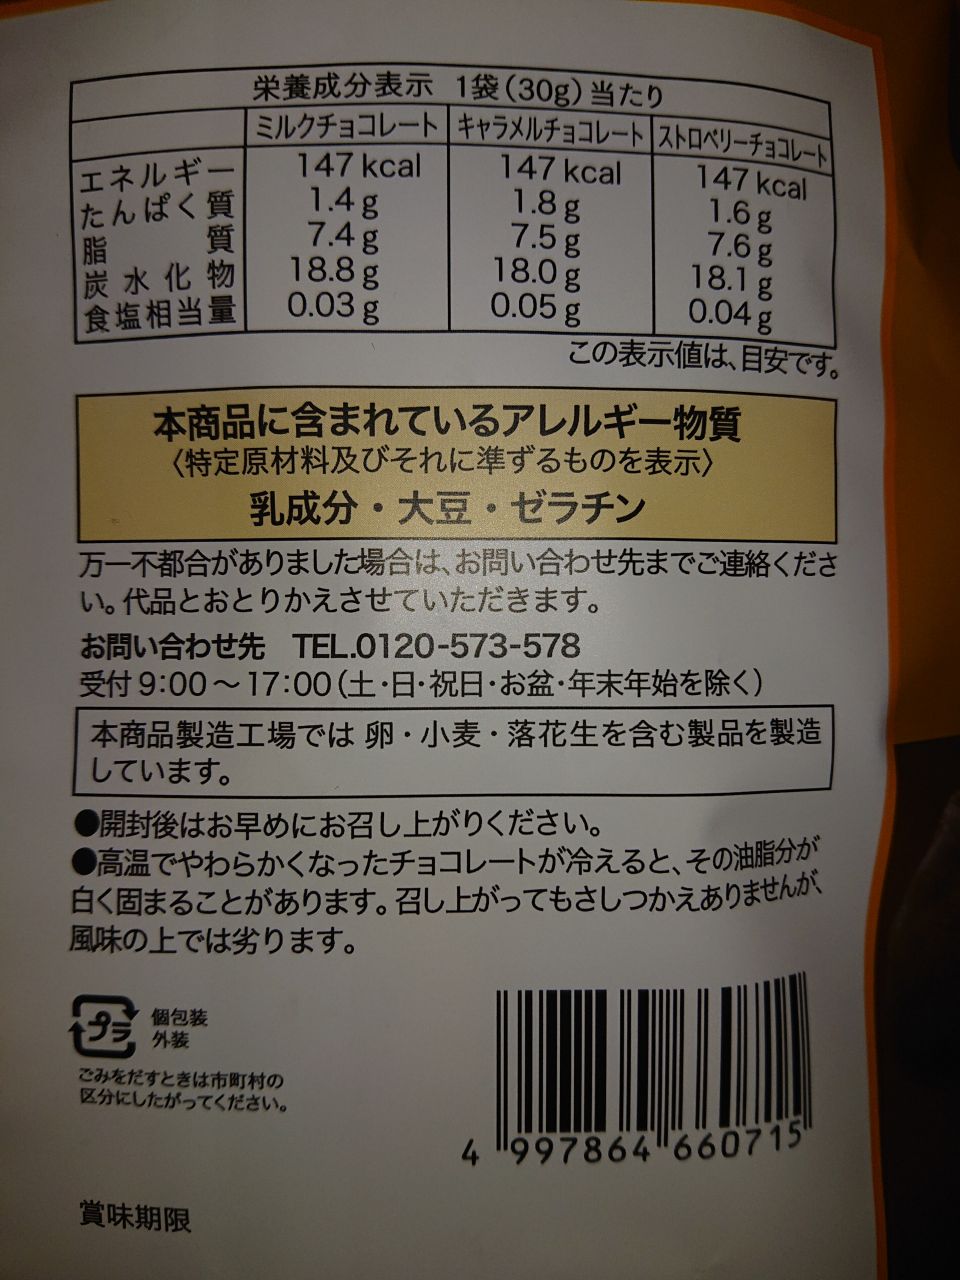 栄養成分表示 1袋(30g)当たり
ミルクチョコレート キャラメルチョコレート ストロベリーチョコレート
エネルギー 147 kcal 147 kcal 147 kcal
たんぱく質 1.4 g 1.8 g 1.6 g
脂質 7.4 g 7.5 g 7.6 g
炭水化物 18.8 g 18.0 g 18.1 g
食塩相当量 0.03 g 0.05 g 0.04 g
この表示値は、目安です。
本商品に含まれているアレルギー物質
〈特定原材料及びそれに準ずるものを表示〉
乳成分・大豆・ゼラチン
万一不都合がありました場合は、お問い合わせ先までご連絡くださ
い。代品とおとりかえさせていただきます。
お問い合わせ先 TEL.0120-573-578
受付 9:00〜17:00(土・日・祝日・お盆・年末年始を除く)
本商品製造工場では 卵・小麦・落花生を含む製品を製造
しています。
●開封後はお早めにお召し上がりください。
●高温でやわらかくなったチョコレートが冷えると、その油脂分が
白く固まることがあります。召し上がってもさしつかえありませんが、
風味の上では劣ります。
プラ
個包装
外装
ごみをだすときは市町村の
区分にしたがってください。
4 997864 660715
賞味期限